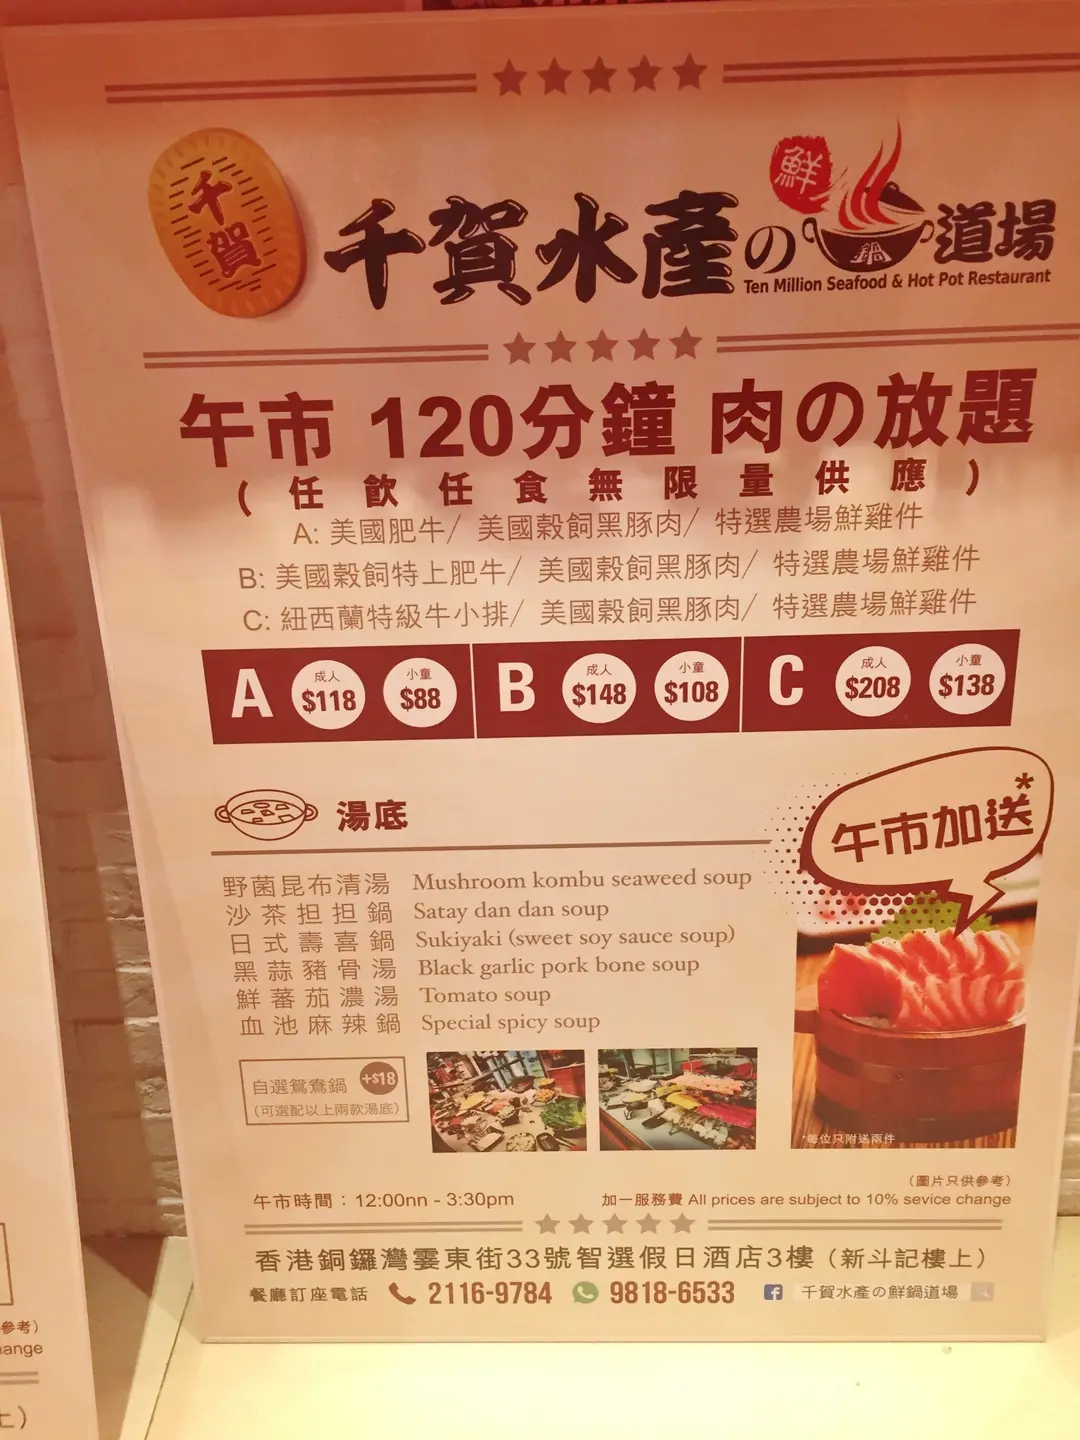 千賀
千賀水產の鮮鍋道場
Ten Million Seafood & Hot Pot Restaurant
午市 120分鐘 肉の放題
(任飲任食無限量供應)
A: 美國肥牛/ 美國穀飼黑豚肉/ 特選農場鮮雞件
B: 美國穀飼特上肥牛/ 美國穀飼黑豚肉/ 特選農場鮮雞件
C: 紐西蘭特級牛小排/ 美國穀飼黑豚肉/ 特選農場鮮雞件
A 成人 $118 小童 $88 B 成人 $148 小童 $108 C 成人 $208 小童 $138
湯底
午市加送*
野菌昆布清湯 Mushroom kombu seaweed soup
沙茶担担鍋 Satay dan dan soup
日式壽喜鍋 Sukiyaki (sweet soy sauce soup)
黑蒜豬骨湯 Black garlic pork bone soup
鮮蕃茄濃湯 Tomato soup
血池麻辣鍋 Special spicy soup
自選鴛鴦鍋 +$18
(可選配以上兩款湯底)
*每位只附送兩件
(圖片只供參考)
午市時間：12:00nn - 3:30pm 加一服務費 All prices are subject to 10% sevice change
香港銅鑼灣霎東街33號智選假日酒店3樓 (新斗記樓上)
餐廳訂座電話 2116-9784 9818-6533 千賀水產の鮮鍋道場
參考)
ange
上)